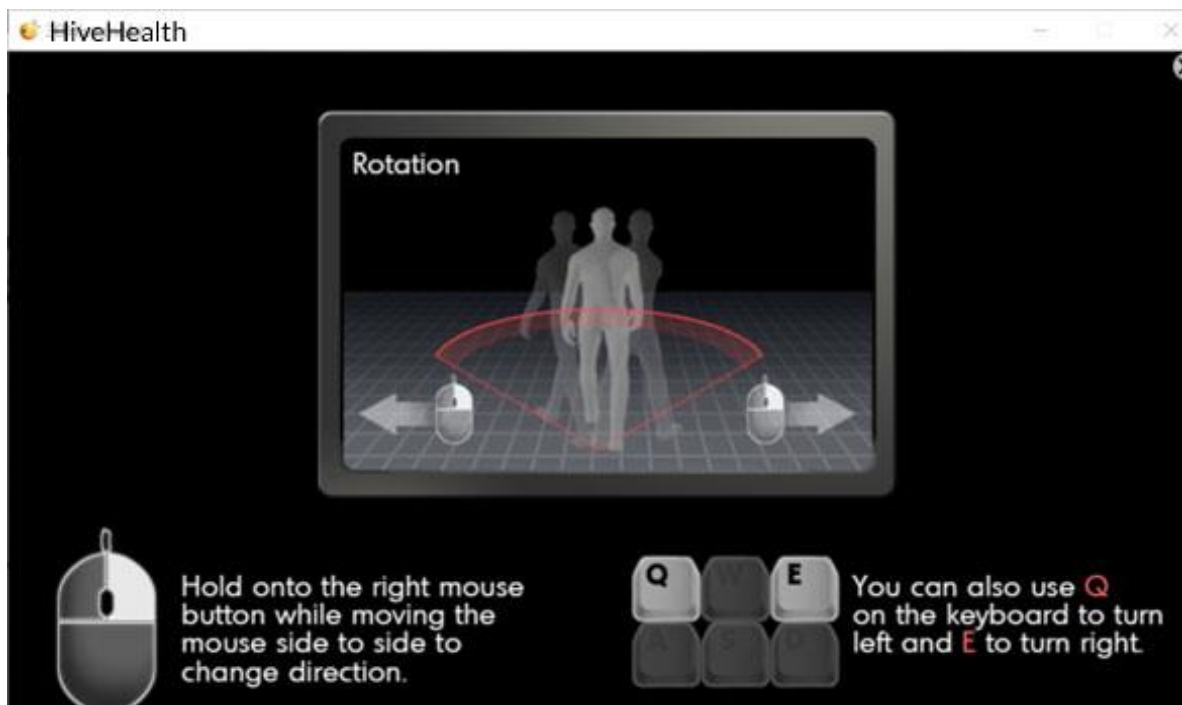 HiveHealth
Rotation
Hold onto the right mouse
button while moving the
mouse side to side to
change direction.
Q W E
A S D
You can also use Q
on the keyboard to turn
left and E to turn right.